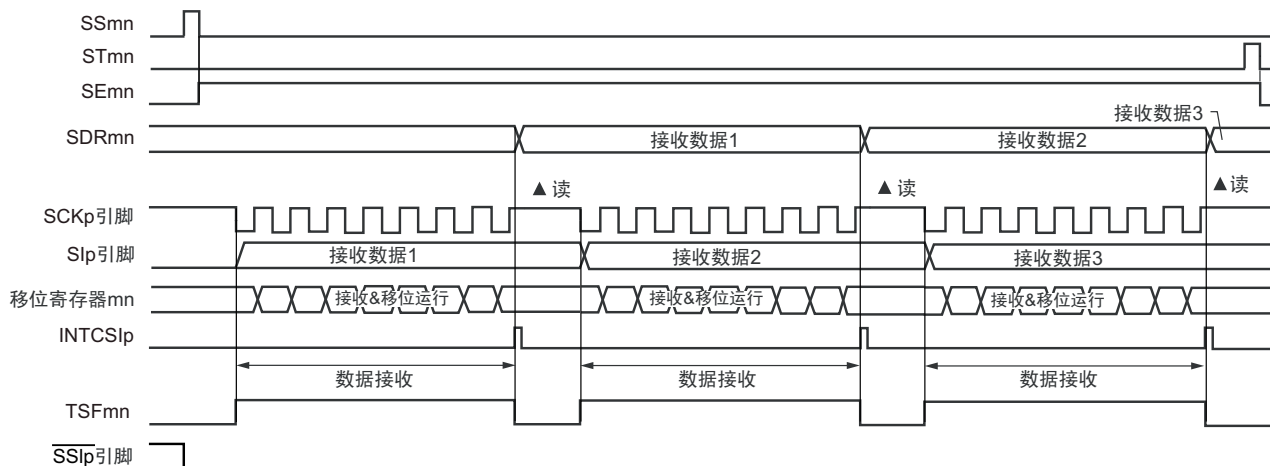 SSmn
STmn
SEmn
接收数据3
SDRmn
接收数据1
接收数据2
▲读
▲读
▲读
SCKp引脚
SIp引脚
接收数据1
接收数据2
接收数据3
移位寄存器mn
接收&移位运行
接收&移位运行
接收&移位运行
INTCSIp
数据接收
数据接收
数据接收
TSFmn
SSIp引脚